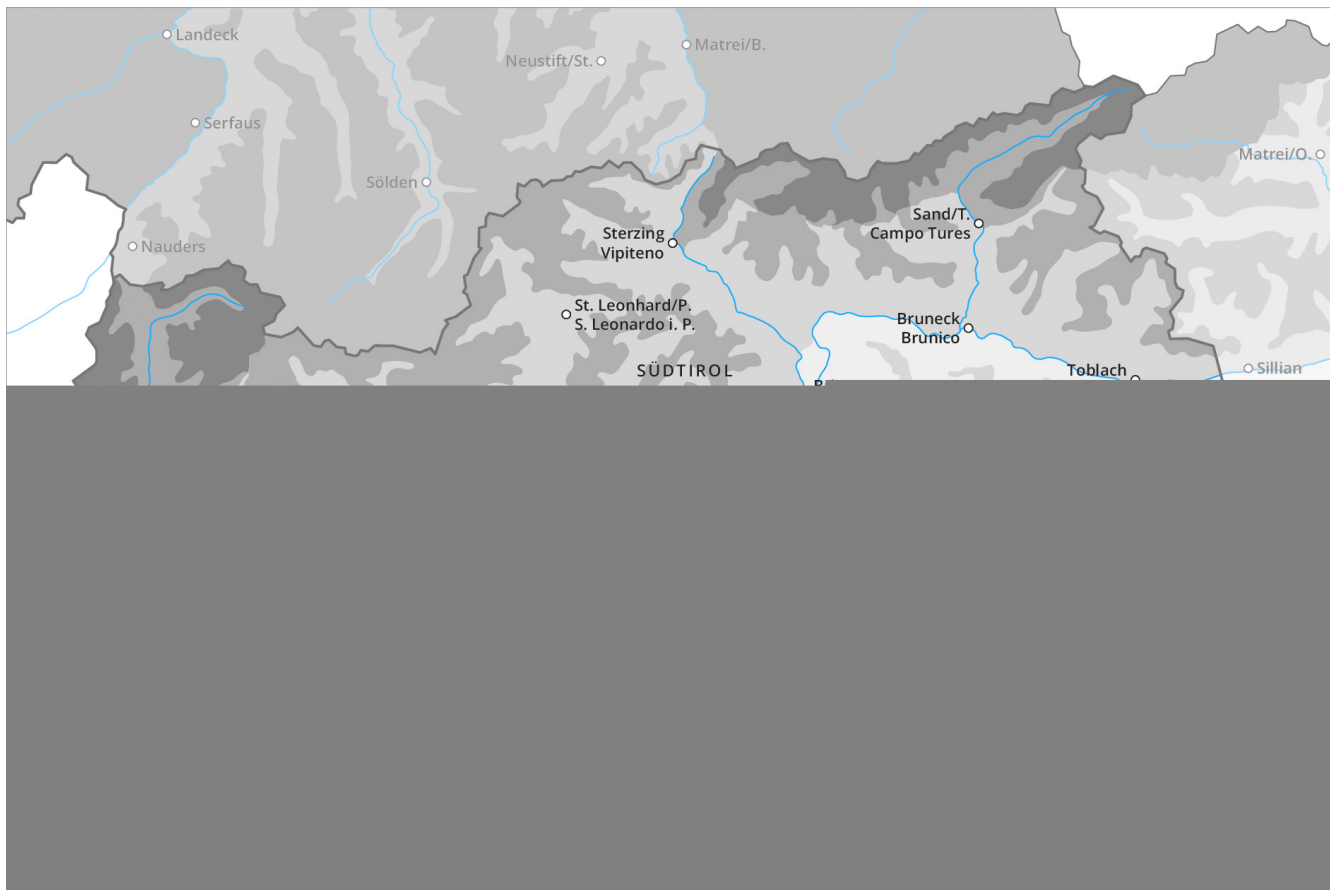 Landeck
Matrei/B.
Neustift/St.
Serfaus
Matrei/O.
Sölden
Sand/T.
Campo Tures
Sterzing
Vipiteno
Nauders
St. Leonhard/P.
S. Leonardo i. P.
Bruneck
Brunico
SÜDTIROL
Toblach
Sillian